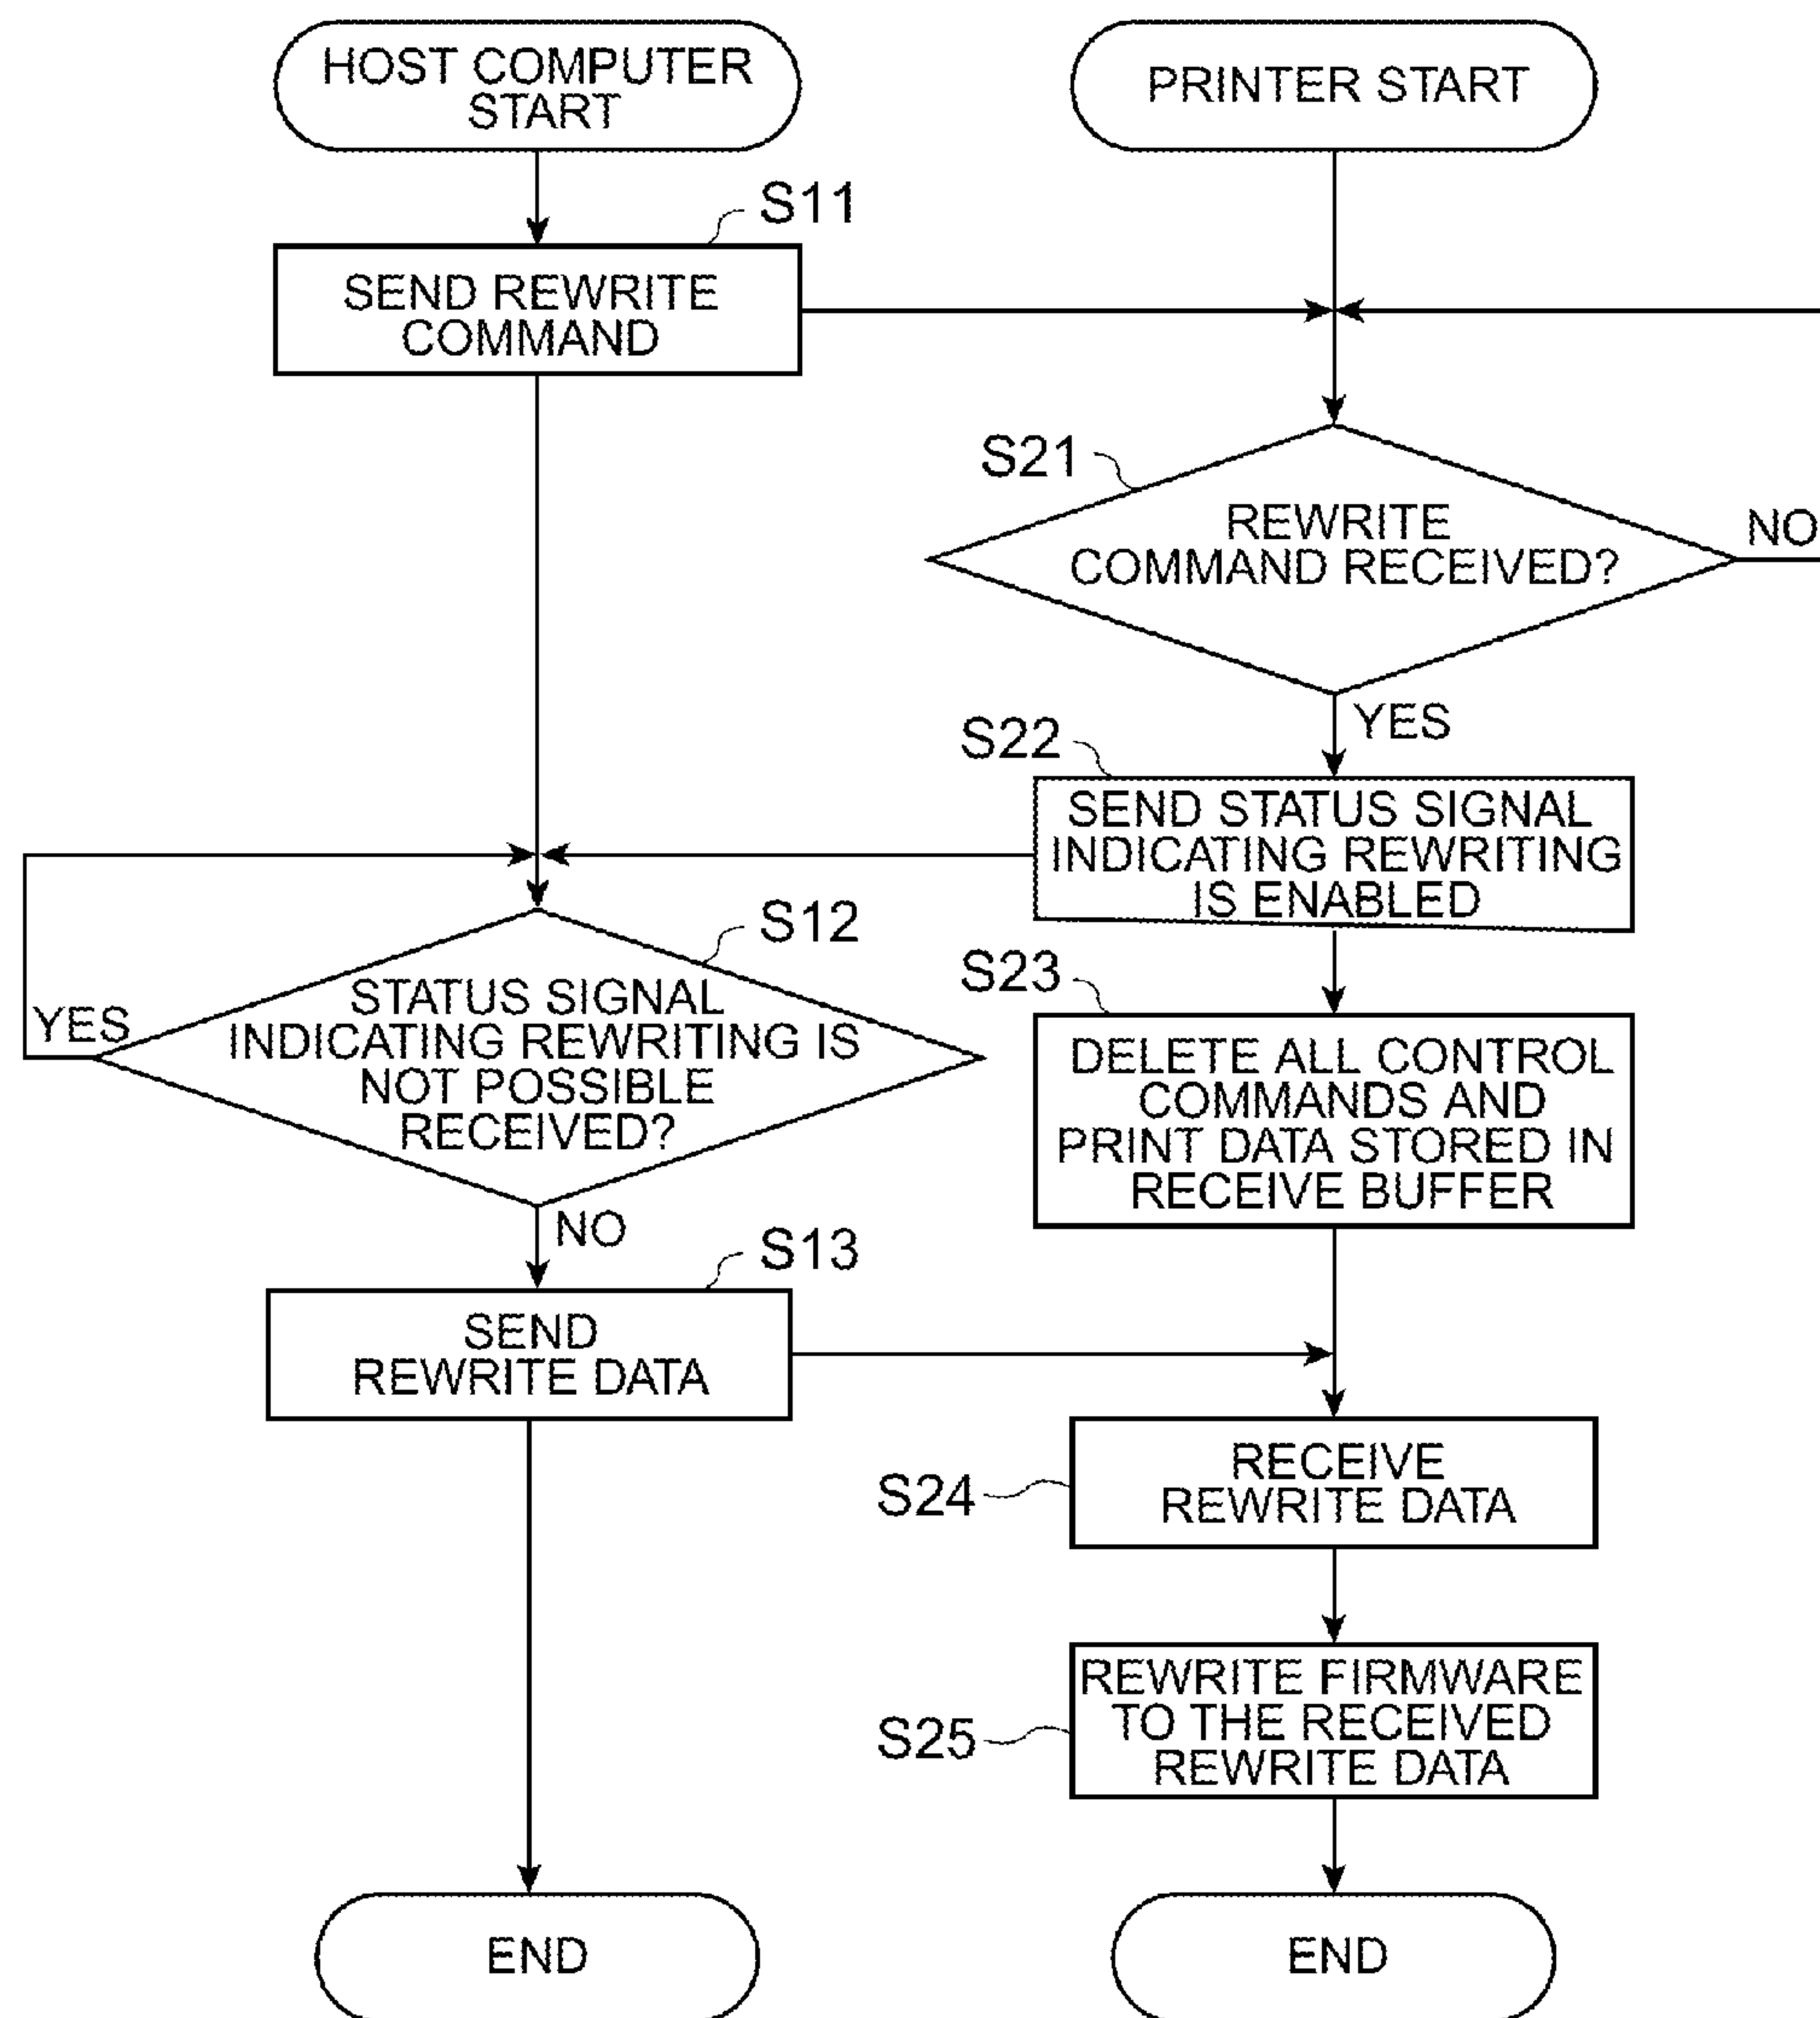 HOST COMPUTER
START
PRINTER START
S11
SEND REWRITE
COMMAND
S21
REWRITE
COMMAND RECEIVED?
NO
YES
S22
SEND STATUS SIGNAL
INDICATING REWRITING
IS ENABLED
S12
STATUS SIGNAL
INDICATING REWRITING IS
NOT POSSIBLE
RECEIVED?
YES
NO
S23
DELETE ALL CONTROL
COMMANDS AND
PRINT DATA STORED IN
RECEIVE BUFFER
S13
SEND
REWRITE DATA
S24
RECEIVE
REWRITE DATA
S25
REWRITE FIRMWARE
TO THE RECEIVED
REWRITE DATA
END
END